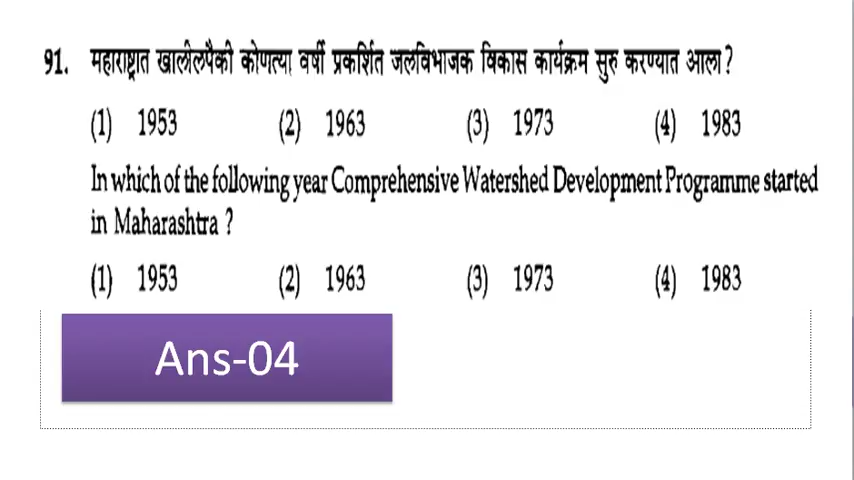 91. महाराष्ट्रात खालीलपैकी कोणत्या वर्षी प्रकर्शित जलविभाजक विकास कार्यक्रम सुरु करण्यात आला ?
(1) 1953 (2) 1963 (3) 1973 (4) 1983
In which of the following year Comprehensive Watershed Development Programme started
in Maharashtra ?
(1) 1953 (2) 1963 (3) 1973 (4) 1983
Ans-04